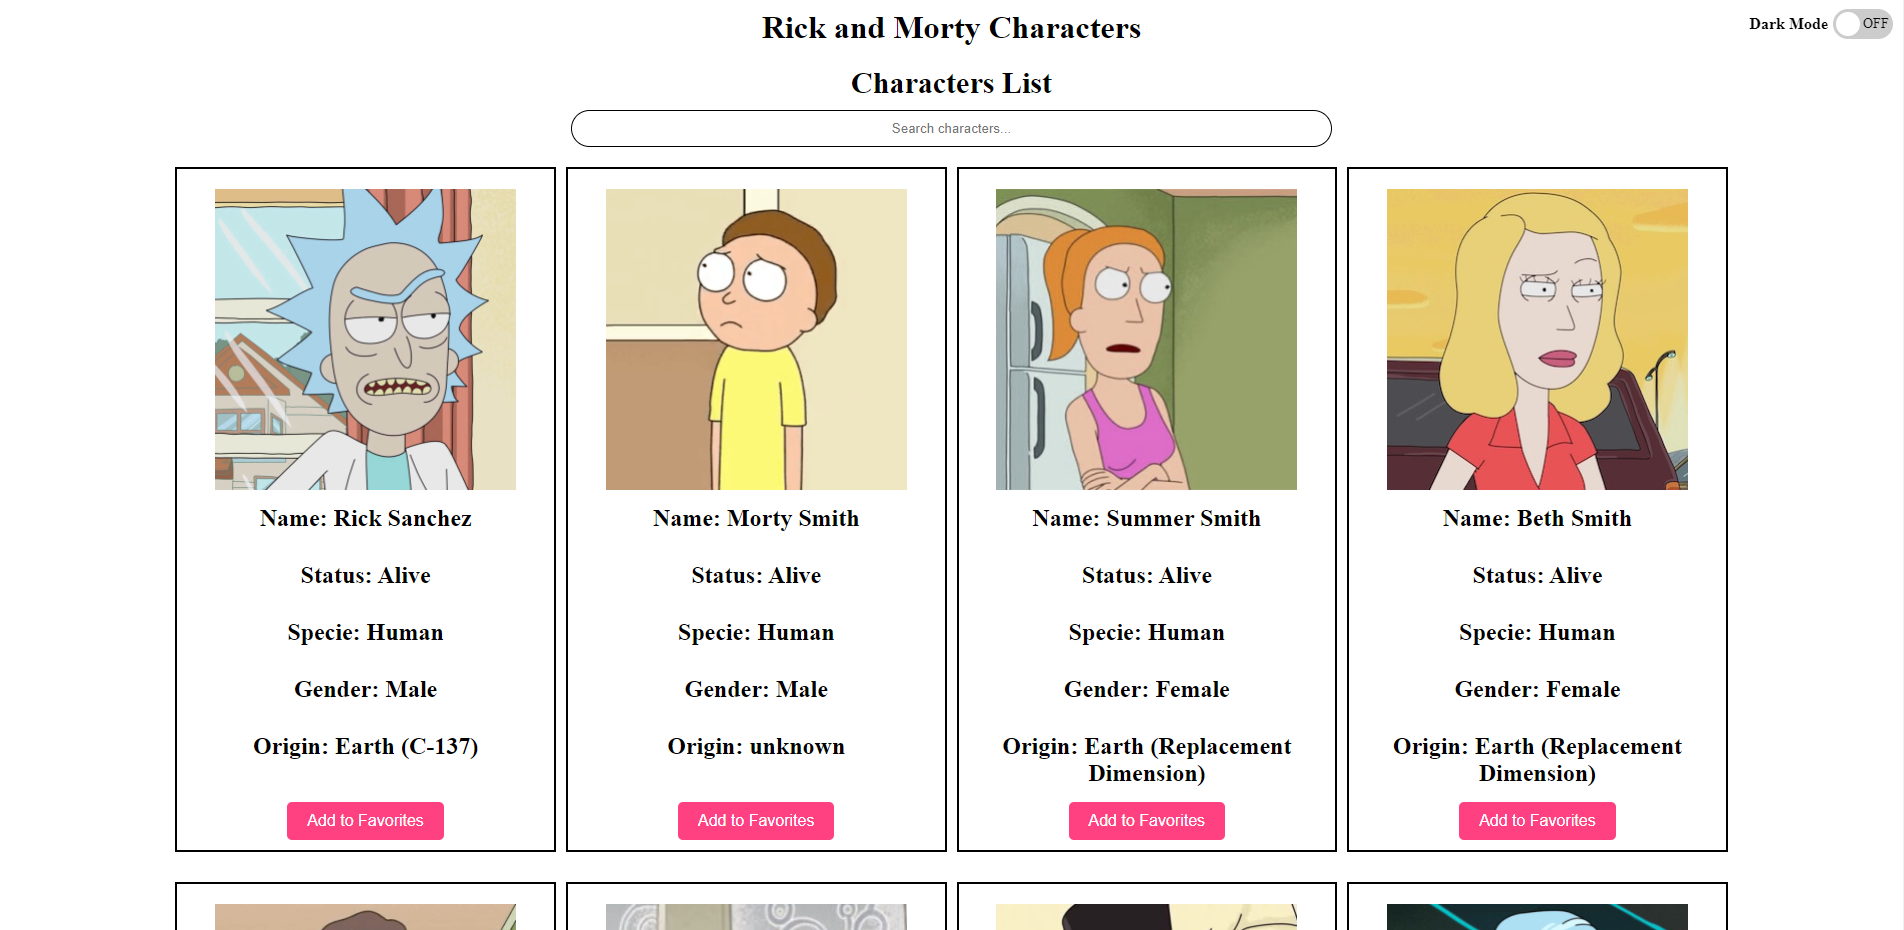 Rick and Morty Characters
Dark Mode OFF
Characters List
Search characters...
Name: Rick Sanchez
Status: Alive
Specie: Human
Gender: Male
Origin: Earth (C-137)
Add to Favorites
Name: Morty Smith
Status: Alive
Specie: Human
Gender: Male
Origin: unknown
Add to Favorites
Name: Summer Smith
Status: Alive
Specie: Human
Gender: Female
Origin: Earth (Replacement
Dimension)
Add to Favorites
Name: Beth Smith
Status: Alive
Specie: Human
Gender: Female
Origin: Earth (Replacement
Dimension)
Add to Favorites